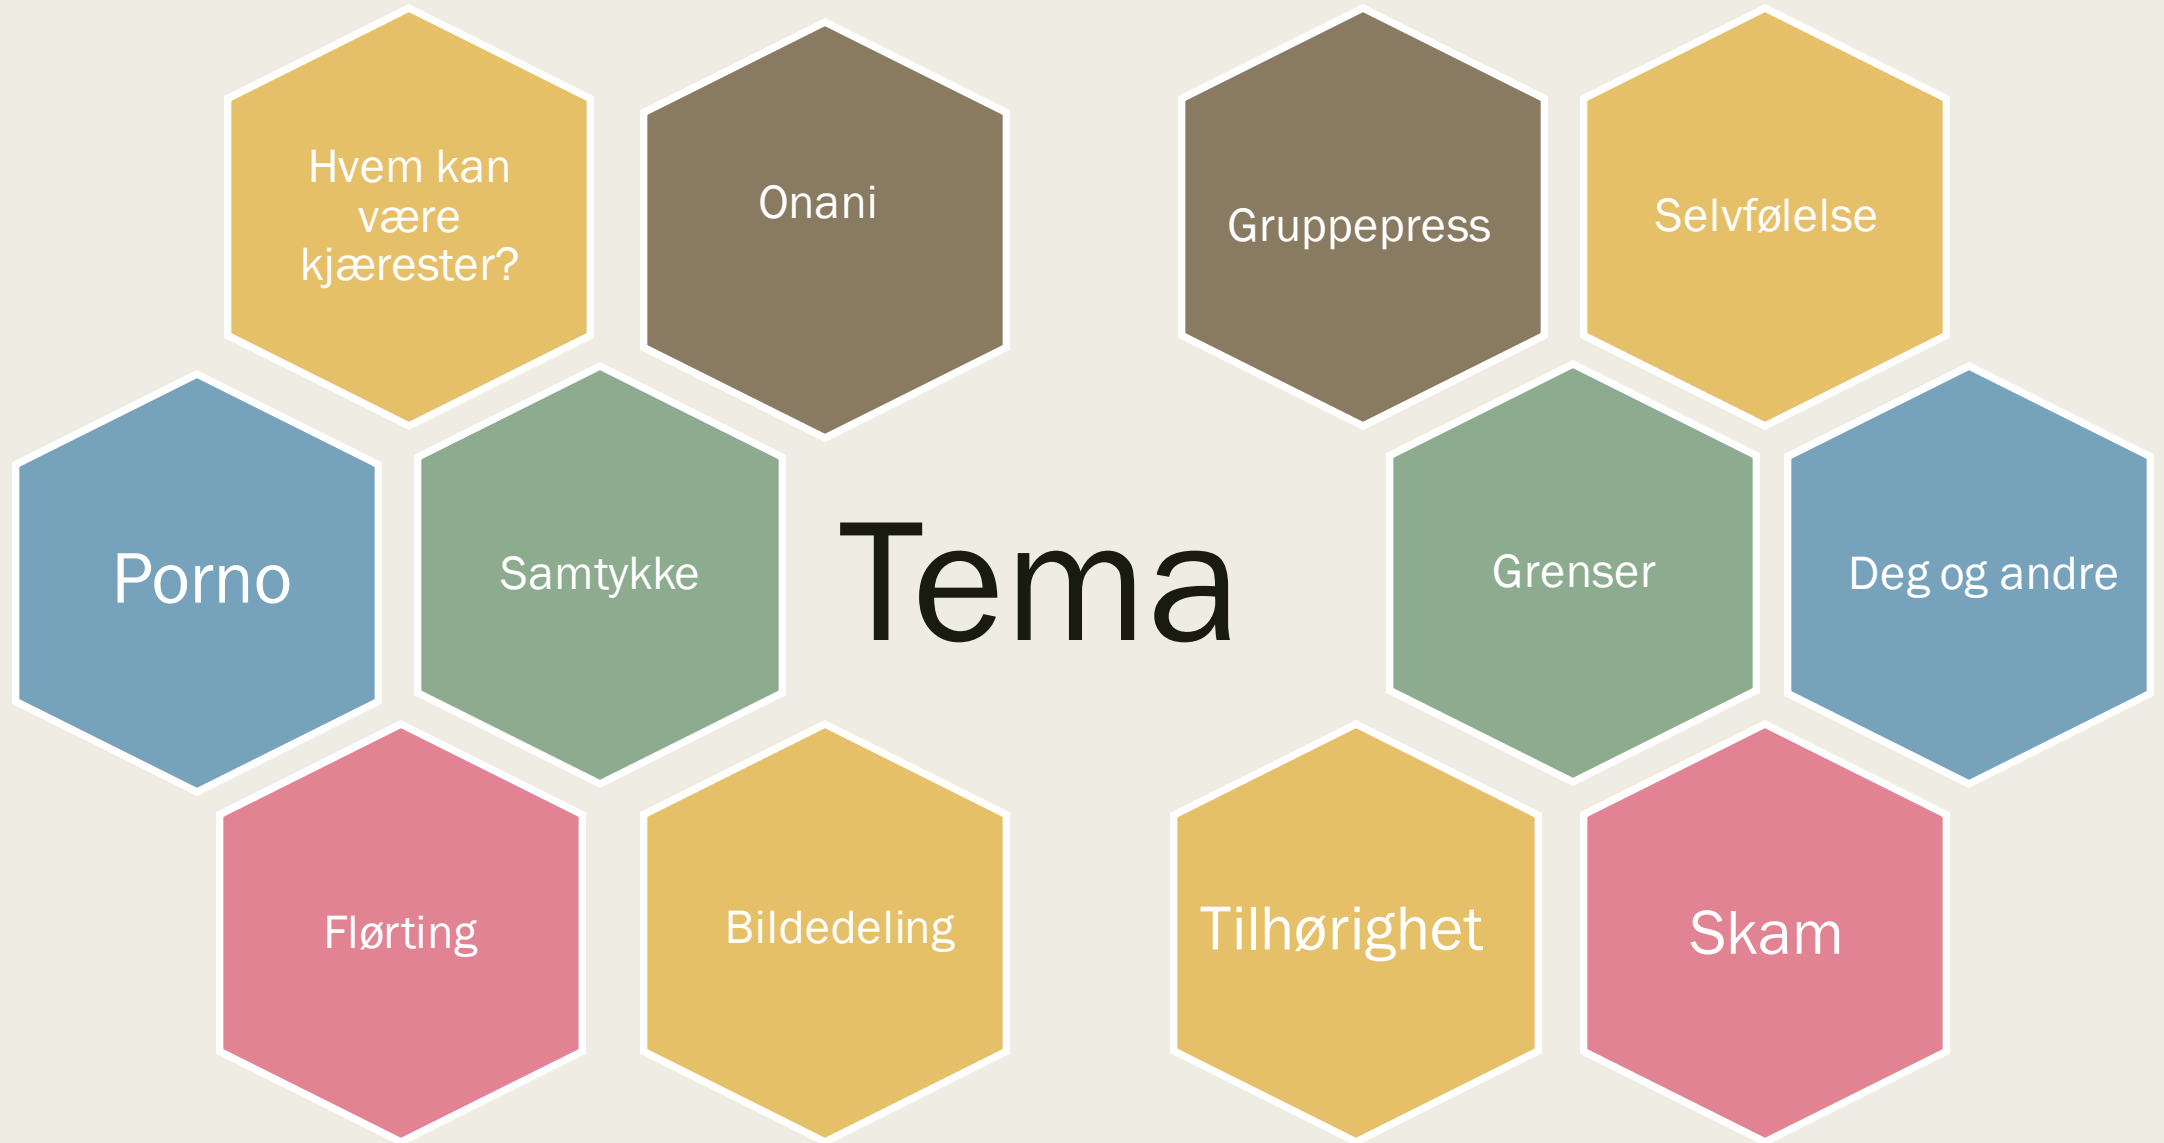 Hvem kan
være
kjærester?
Onani
Gruppepress
Selvfølelse
Porno
Samtykke
Tema
Grenser
Deg og andre
Flørting
Bildedeling
Tilhørighet
Skam